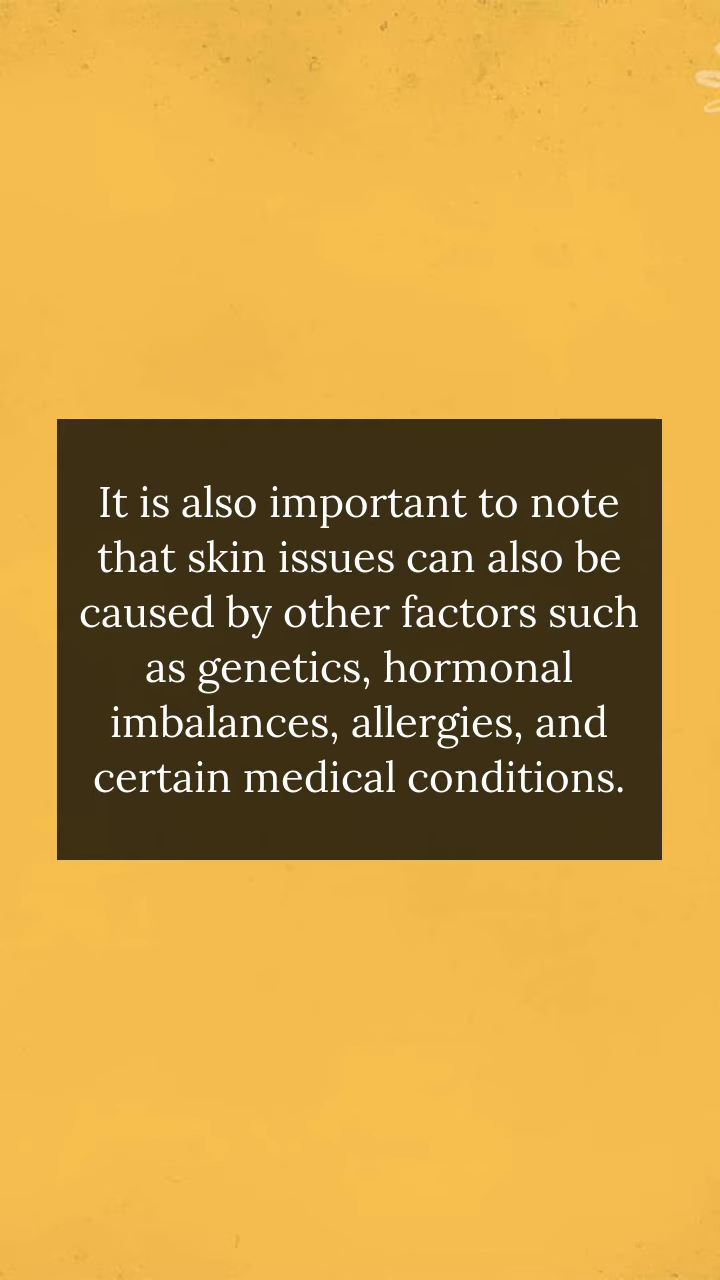 It is also important to note
that skin issues can also be
caused by other factors such
as genetics, hormonal
imbalances, allergies, and
certain medical conditions.